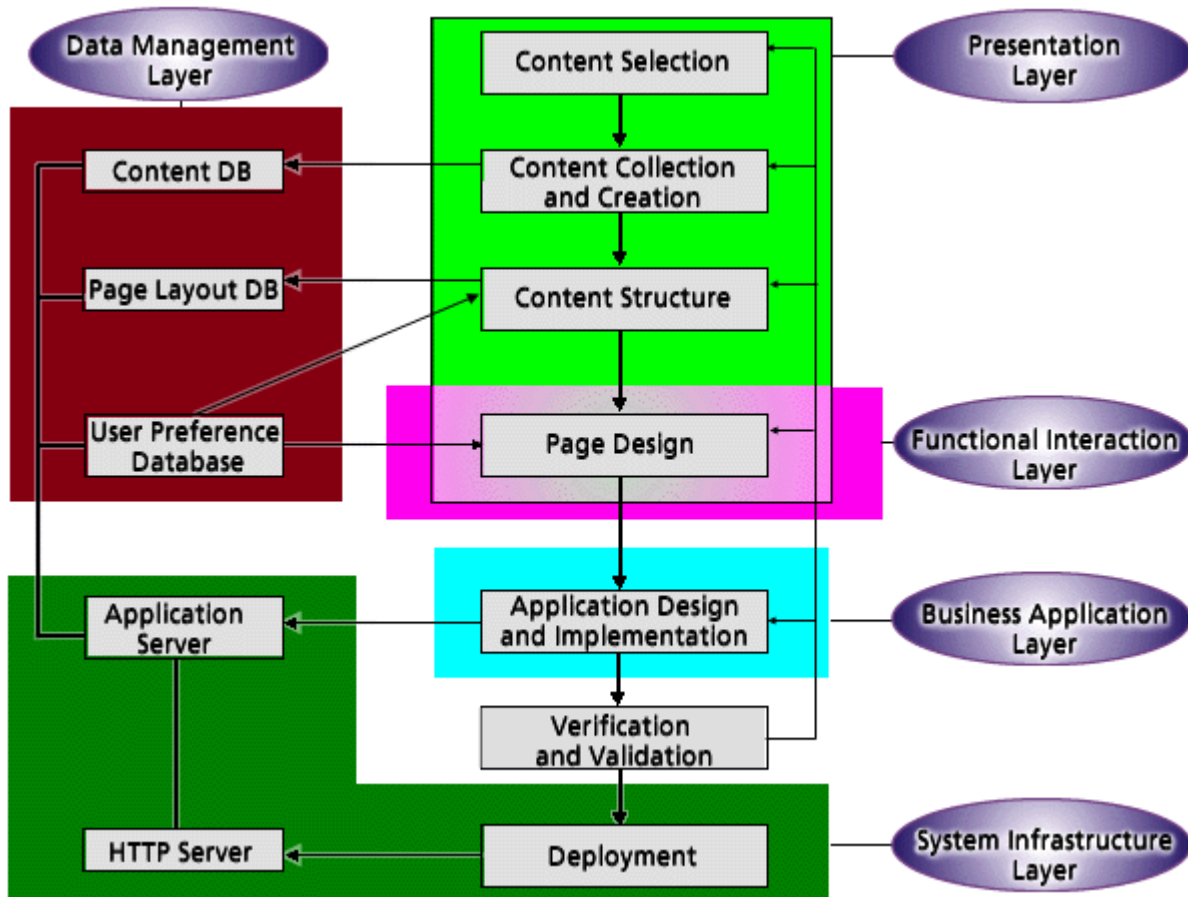 Data Management
Layer
Content Selection
Presentation
Layer
Content DB
Content Collection
and Creation
Page Layout DB
Content Structure
User Preference
Database
Page Design
Functional Interaction
Layer
Application
Server
Application Design
and Implementation
Business Application
Layer
Verification
and Validation
HTTP Server
Deployment
System Infrastructure
Layer